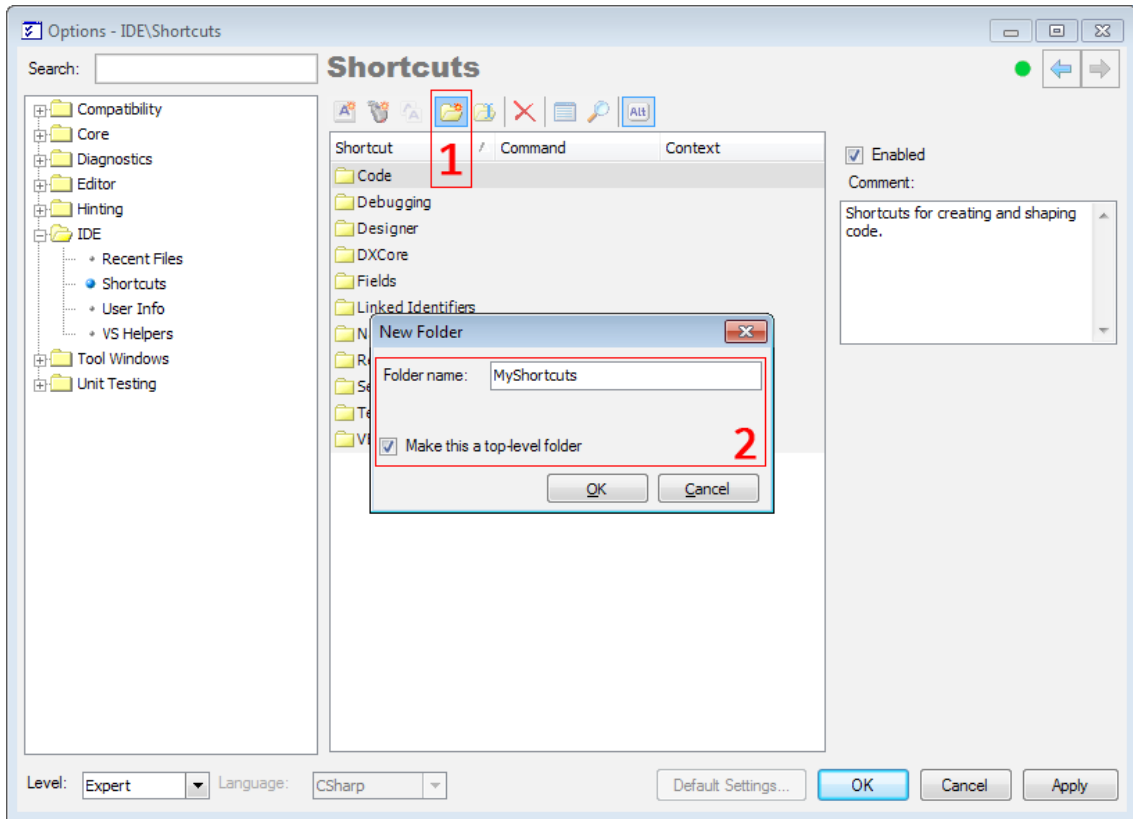 Options - IDE\Shortcuts
Search:
Shortcuts
Compatibility
Core
Diagnostics
Editor
Hinting
IDE
Recent Files
Shortcuts
User Info
VS Helpers
Tool Windows
Unit Testing
A
A
Alt
1
Shortcut / Command Context
Code
Debugging
Designer
DXCore
Fields
Linked Identifiers
Enabled
Comment:
Shortcuts for creating and shaping
code.
New Folder
Folder name: MyShortcuts
Make this a top-level folder
2
OK Cancel
Level: Expert Language: CSharp
Default Settings... OK Cancel Apply